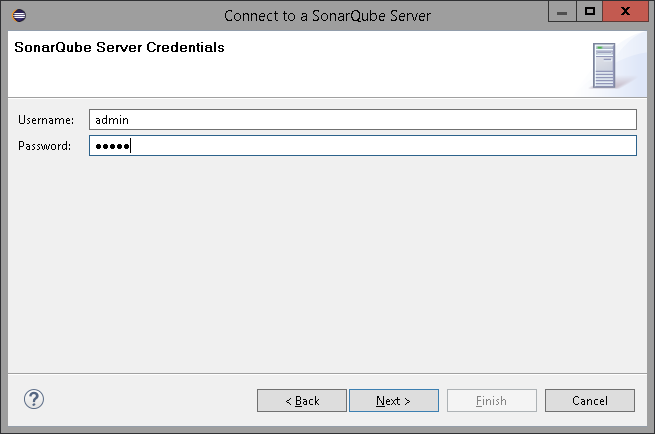 Connect to a SonarQube Server
X
SonarQube Server Credentials
Username: admin
Password: ●●●●●
?
< Back Next > Finish Cancel